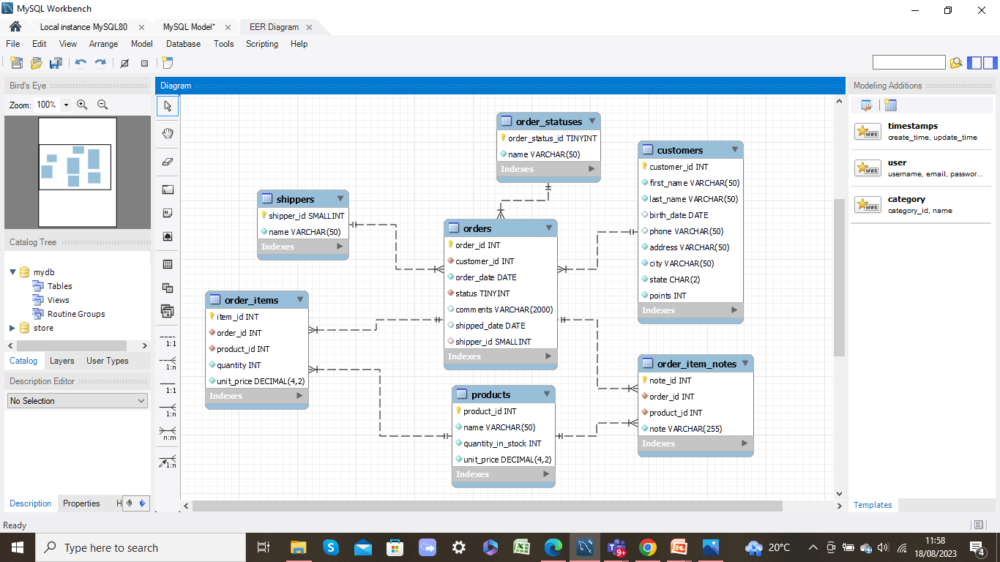 MySQL Workbench
Local instance MySQL80
MySQL Model*
EER Diagram
File Edit View Arrange Model Database Tools Scripting Help
Bird's Eye
Zoom: 100%
Catalog Tree
mydb
Tables
Views
Routine Groups
store
Catalog Layers User Types
Description Editor
No Selection
Description Properties H
Ready
Diagram
1:1
1:n
1:1
1:n
n:m
1:n
order_statuses
order_status_id TINYINT
name VARCHAR(50)
Indexes
customers
customer_id INT
first_name VARCHAR(50)
last_name VARCHAR(50)
birth_date DATE
phone VARCHAR(50)
address VARCHAR(50)
city VARCHAR(50)
state CHAR(2)
points INT
Indexes
shippers
shipper_id SMALLINT
name VARCHAR(50)
Indexes
orders
order_id INT
customer_id INT
order_date DATE
status TINYINT
comments VARCHAR(2000)
shipped_date DATE
shipper_id SMALLINT
Indexes
order_items
item_id INT
order_id INT
product_id INT
quantity INT
unit_price DECIMAL(4,2)
Indexes
products
product_id INT
name VARCHAR(50)
quantity_in_stock INT
unit_price DECIMAL(4,2)
Indexes
order_item_notes
note_id INT
order_id INT
product_id INT
note VARCHAR(255)
Indexes
Modeling Additions
MWB
timestamps
create_time, update_time
MWB
user
username, email, passwor...
MWB
category
category_id, name
Templates
Type here to search
9+
20°C
11:58
18/08/2023
4